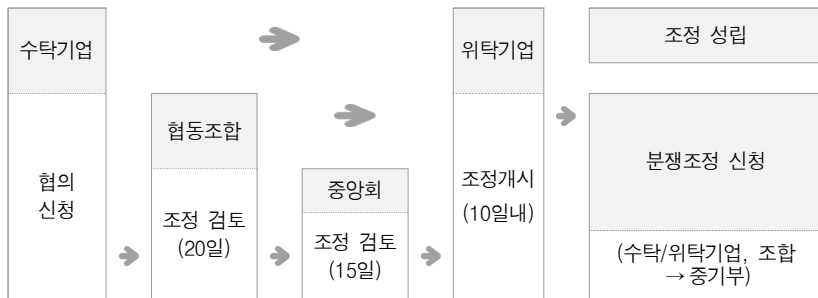 수탁기업
협의
신청
협동조합
조정 검토
(20일)
중앙회
조정 검토
(15일)
위탁기업
조정개시
(10일내)
조정 성립
분쟁조정 신청
(수탁/위탁기업, 조합
→ 중기부)